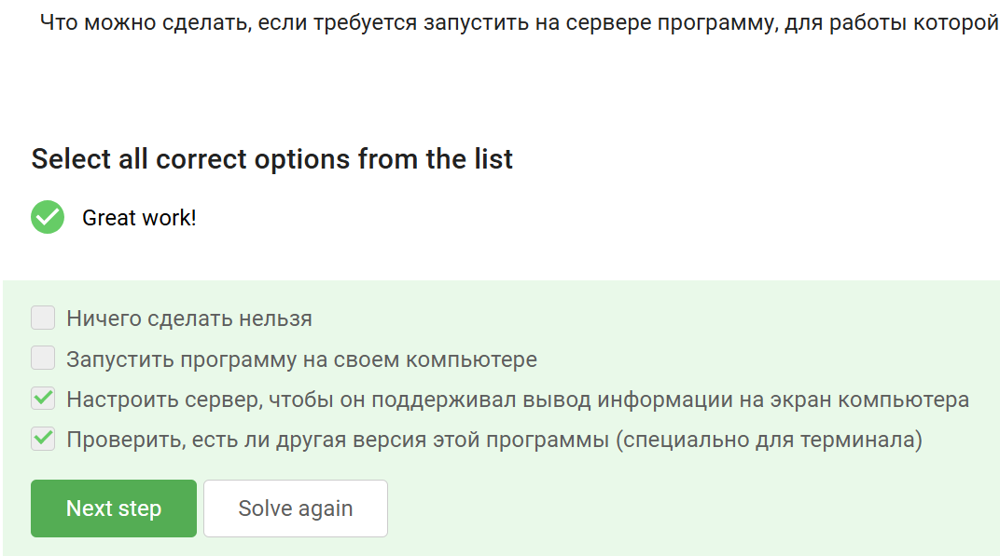 Что можно сделать, если требуется запустить на сервере программу, для работы которой
Select all correct options from the list
Great work!
Ничего сделать нельзя
Запустить программу на своем компьютере
Настроить сервер, чтобы он поддерживал вывод информации на экран компьютера
Проверить, есть ли другая версия этой программы (специально для терминала)
Next step
Solve again